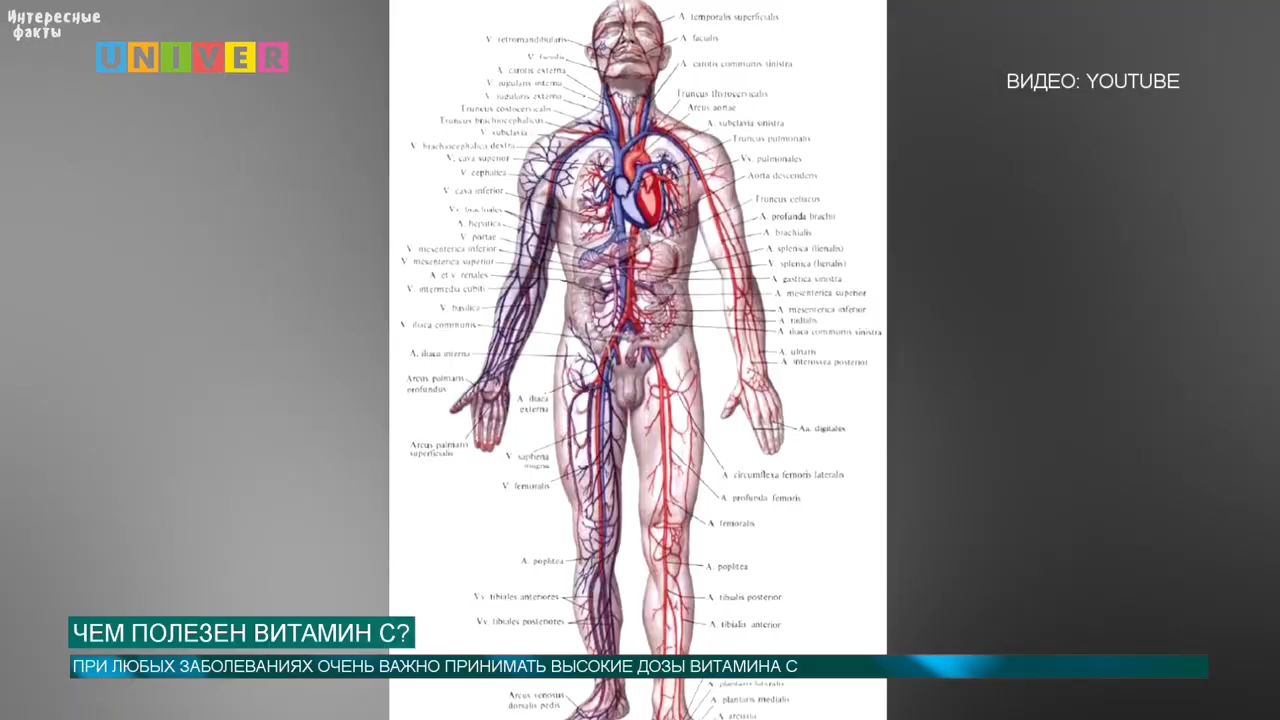 Интересные
факты
UNIVER
ВИДЕО: YOUTUBE
A. temporalis superficialis
A. facialis
A. carotis communis sinistra
Truncus thyrocervicalis
Arcus aortae
A. subclavia sinistra
Truncus pulmonalis
Vv. pulmonales
Aorta descendens
Truncus celiacus
A. profunda brachii
A. brachialis
A. splenica (lienalis)
V. splenica (lienalis)
A. gastrica sinistra
A. mesenterica superior
A. mesenterica inferior
A. radialis
A. iliaca communis sinistra
A. ulnaris
A. interossea posterior
Aa. digitales
A. circumflexa femoris lateralis
A. profunda femoris
A. femoralis
A. poplitea
A. tibialis posterior
A. tibialis anterior
A. plantaris lateralis
A. plantaris medialis
A. arcuata
V. retromandibularis
V. facialis
A. carotis externa
V. jugularis interna
V. jugularis externa
Truncus costocervicalis
Truncus brachiocephalicus
V. subclavia
V. brachiocephalica dextra
V. cava superior
V. cephalica
V. cava inferior
Vv. brachiales
A. hepatica
V. portae
V. mesenterica inferior
V. mesenterica superior
A. et v. renales
V. intermedia cubiti
V. basilica
V. iliaca communis
A. iliaca interna
Arcus palmaris
profundus
A. iliaca
externa
Arcus palmaris
superficialis
V. saphena
magna
V. femoralis
A. poplitea
Vv. tibiales anteriores
Vv. tibiales posteriores
Arcus venosus
dorsalis pedis
ЧЕМ ПОЛЕЗЕН ВИТАМИН С?
ПРИ ЛЮБЫХ ЗАБОЛЕВАНИЯХ ОЧЕНЬ ВАЖНО ПРИНИМАТЬ ВЫСОКИЕ ДОЗЫ ВИТАМИНА С